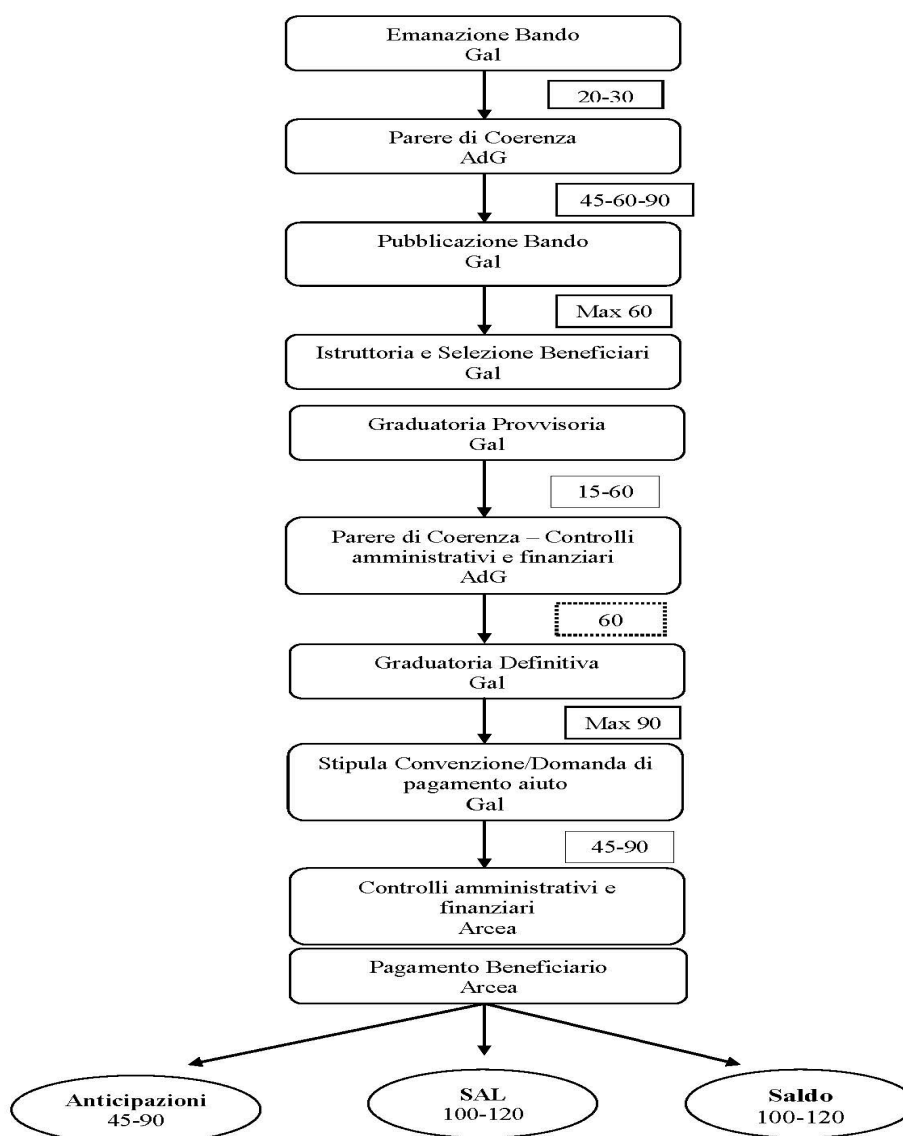 Emanazione Bando
Gal
20-30
Parere di Coerenza
AdG
45-60-90
Pubblicazione Bando
Gal
Max 60
Istruttoria e Selezione Beneficiari
Gal
Graduatoria Provvisoria
Gal
15-60
Parere di Coerenza – Controlli
amministrativi e finanziari
AdG
60
Graduatoria Definitiva
Gal
Max 90
Stipula Convenzione/Domanda di
pagamento aiuto
Gal
45-90
Controlli amministrativi e
finanziari
Arcea
Pagamento Beneficiario
Arcea
Anticipazioni
45-90
SAL
100-120
Saldo
100-120